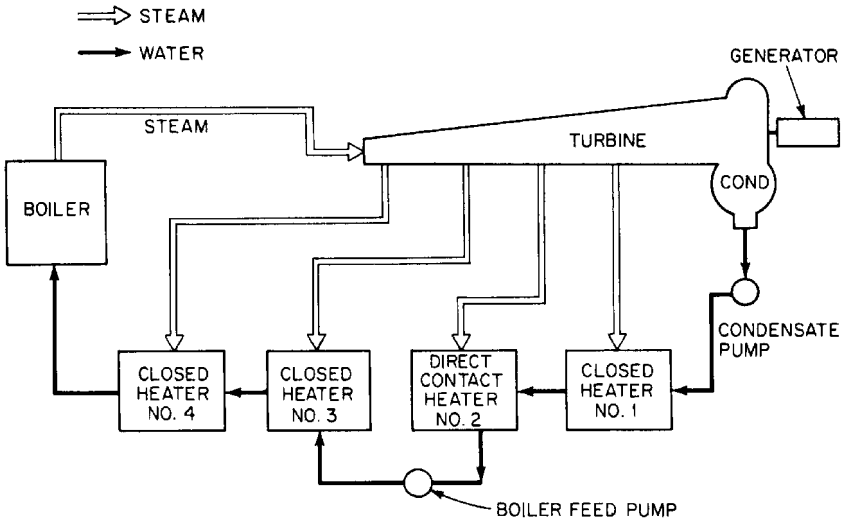 STEAM
WATER
GENERATOR
STEAM
TURBINE
COND
BOILER
CONDENSATE
PUMP
CLOSED
HEATER
NO. 4
CLOSED
HEATER
NO. 3
DIRECT
CONTACT
HEATER
NO. 2
CLOSED
HEATER
NO. 1
BOILER FEED PUMP